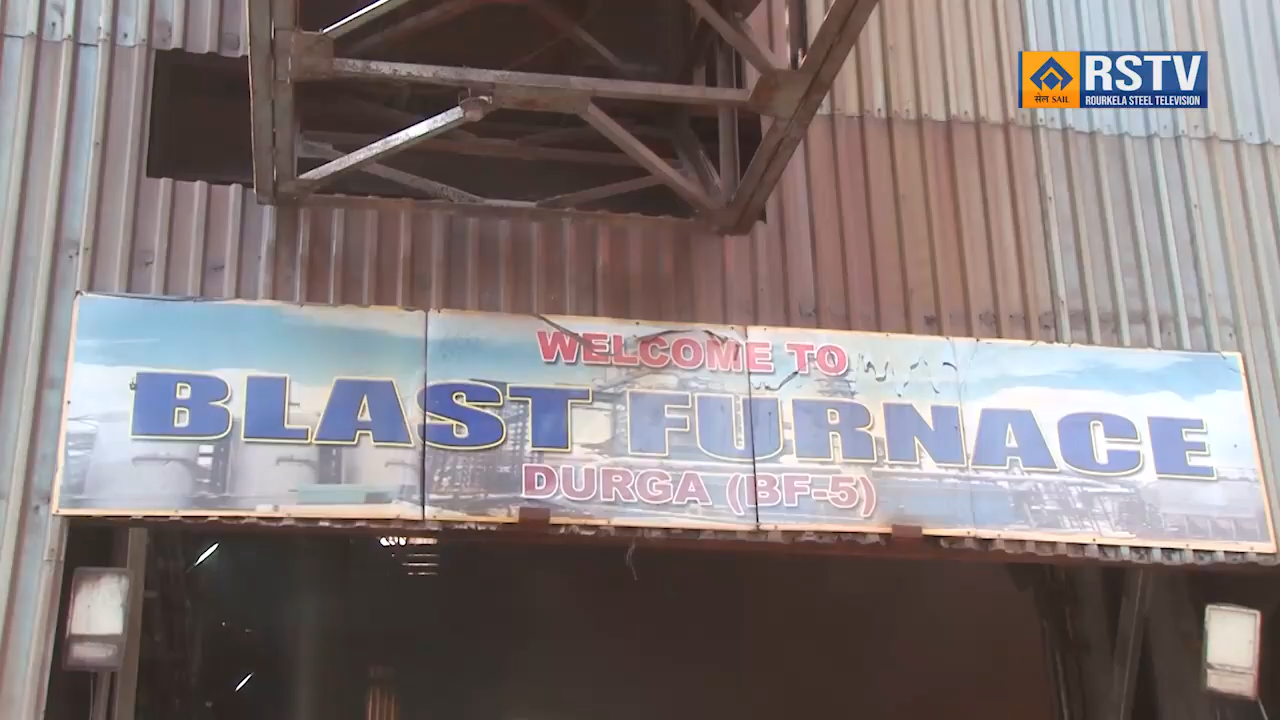 सेल SAIL
RSTV
ROURKELA STEEL TELEVISION
WELCOME TO
BLAST FURNACE
DURGA (BF-5)